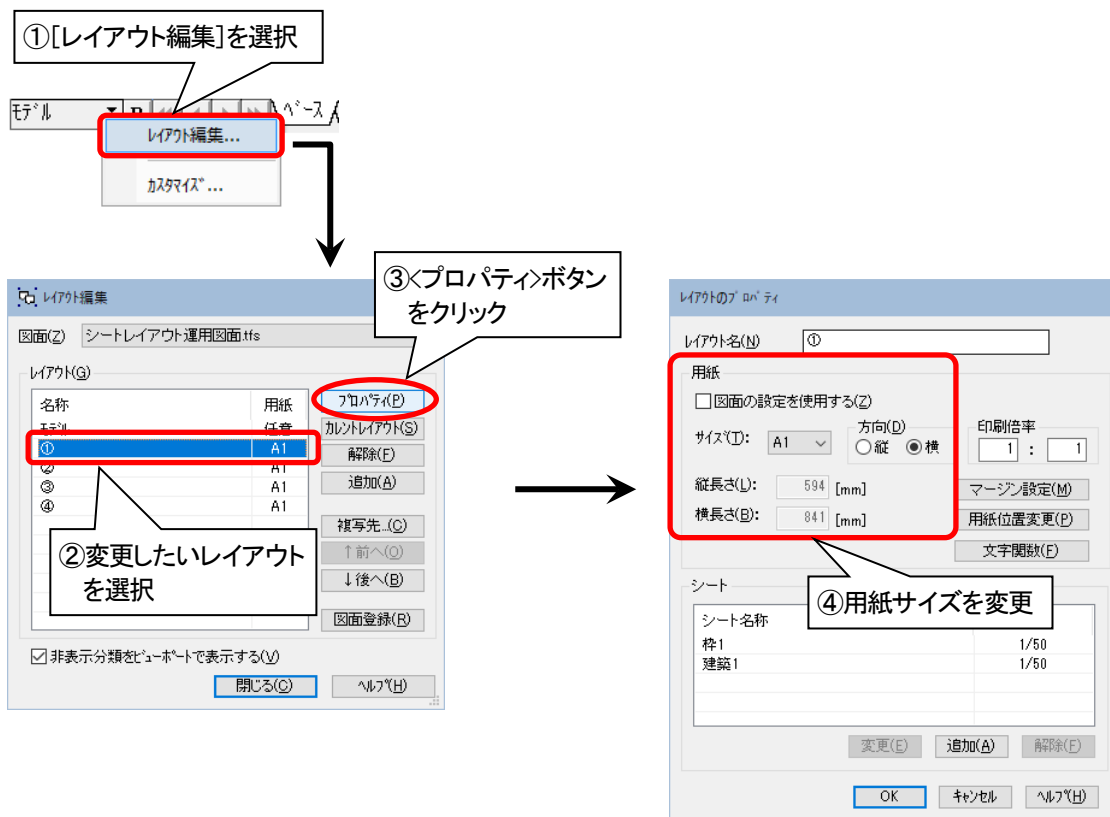 ①[レイアウト編集]を選択
ﾓﾃﾞﾙ
ﾍﾞｰｽ
ﾚｲｱｳﾄ編集...
ｶｽﾀﾏｲｽﾞ...
③<プロパティ>ボタン
をクリック
ﾚｲｱｳﾄ編集
図面(Z) シートレイアウト運用図面.tfs
ﾚｲｱｳﾄ(G)
名称 用紙
ﾓﾃﾞﾙ 任意
① A1
② A1
③ A1
④ A1
②変更したいレイアウト
を選択
ﾌﾟﾛﾊﾟﾃｨ(P)
ｶﾚﾝﾄﾚｲｱｳﾄ(S)
解除(F)
追加(A)
複写先...(C)
↑前へ(O)
↓後へ(B)
図面登録(R)
非表示分類をﾋﾞｭｰﾎﾟｰﾄで表示する(V)
閉じる(C) ﾍﾙﾌﾟ(H)
ﾚｲｱｳﾄのﾌﾟﾛﾊﾟﾃｨ
ﾚｲｱｳﾄ名(N) ①
用紙
図面の設定を使用する(Z)
ｻｲｽﾞ(T): A1
方向(D)
縦 横
縦長さ(L): 594 [mm]
横長さ(B): 841 [mm]
印刷倍率
1 : 1
マージン設定(M)
用紙位置変更(P)
文字関数(F)
④用紙サイズを変更
シート
シート名称
枠1 1/50
建築1 1/50
変更(E) 追加(A) 解除(F)
OK ｷｬﾝｾﾙ ﾍﾙﾌﾟ(H)